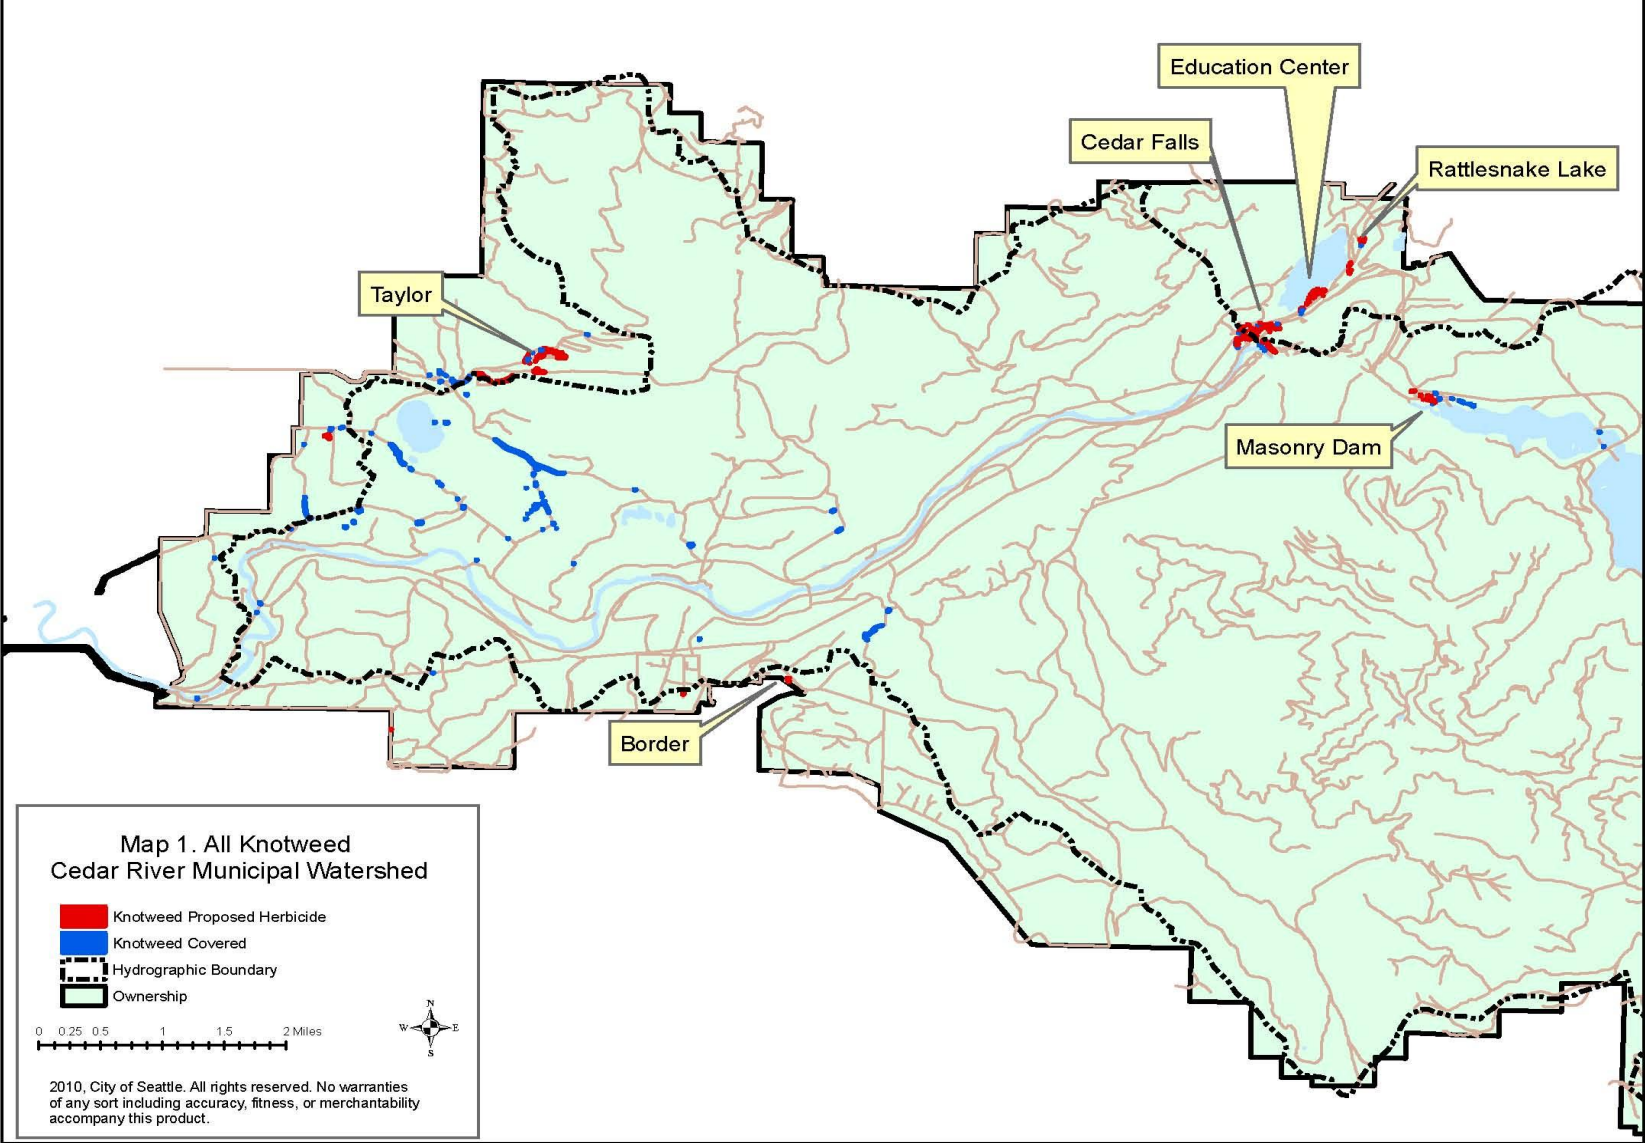 Education Center
Cedar Falls
Rattlesnake Lake
Taylor
Masonry Dam
Border
Map 1. All Knotweed
Cedar River Municipal Watershed
Knotweed Proposed Herbicide
Knotweed Covered
Hydrographic Boundary
Ownership
0 0.25 0.5 1 1.5 2 Miles
N
W E
S
2010, City of Seattle. All rights reserved. No warranties
of any sort including accuracy, fitness, or merchantability
accompany this product.